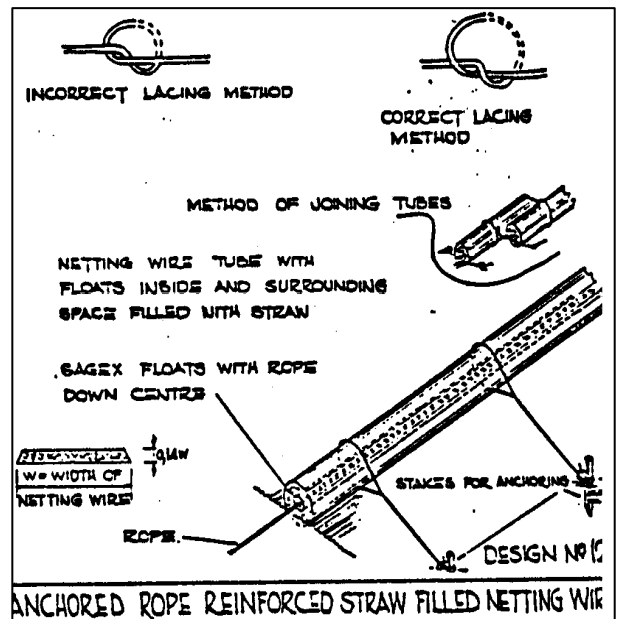 INCORRECT LACING METHOD
CORRECT LACING
METHOD
METHOD OF JOINING TUBES
NETTING WIRE TUBE WITH
FLOATS INSIDE AND SURROUNDING
SPACE FILLED WITH STRAW
SAGEX FLOATS WITH ROPE
DOWN CENTRE
W = WIDTH OF
NETTING WIRE
STAKES FOR ANCHORING
ROPE
DESIGN Nº
ANCHORED ROPE REINFORCED STRAW FILLED NETTING